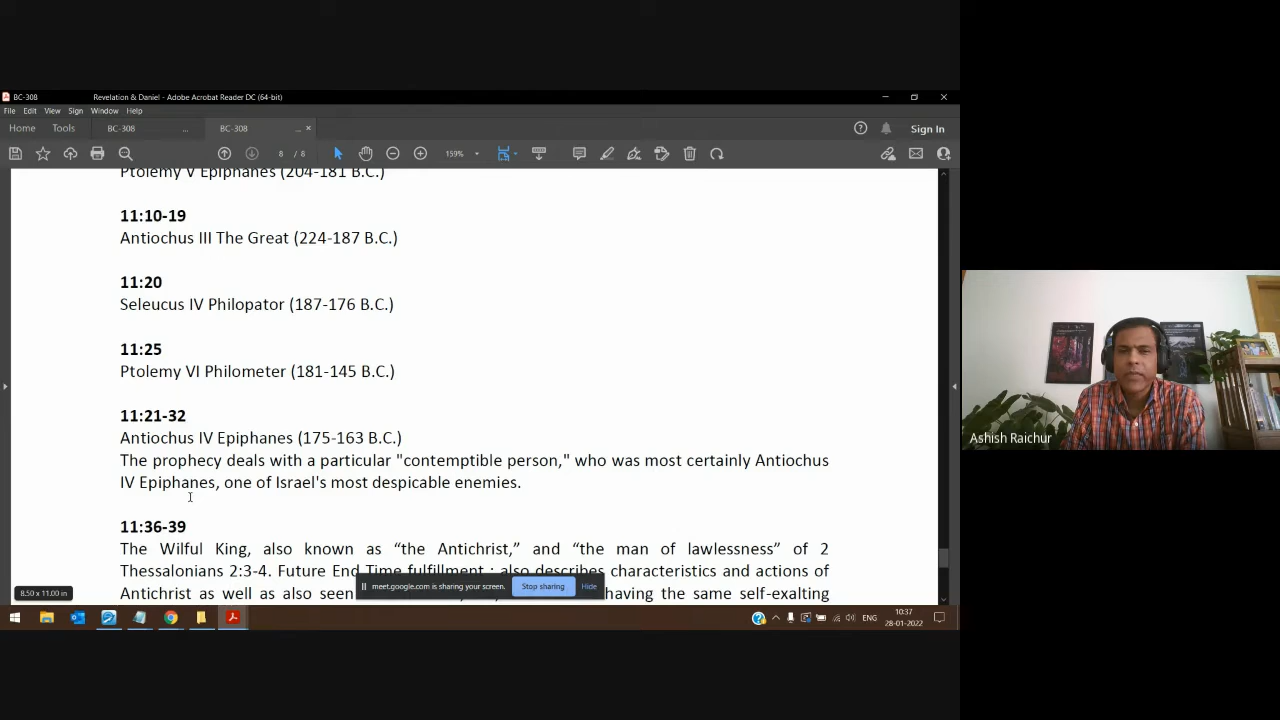 BC-308 Revelation & Daniel - Adobe Acrobat Reader DC (64-bit)
File Edit View Sign Window Help
Home Tools BC-308 ... BC-308 ... × Sign In
8 / 8 159%
Ptolemy V Epiphanes (204-181 B.C.)
11:10-19
Antiochus III The Great (224-187 B.C.)
11:20
Seleucus IV Philopator (187-176 B.C.)
11:25
Ptolemy VI Philometer (181-145 B.C.)
11:21-32
Antiochus IV Epiphanes (175-163 B.C.)
The prophecy deals with a particular "contemptible person," who was most certainly Antiochus
IV Epiphanes, one of Israel's most despicable enemies.
11:36-39
The Wilful King, also known as “the Antichrist,” and “the man of lawlessness” of 2
Thessalonians 2:3-4. Future End Time fulfillment ; also describes characteristics and actions of
Antichrist as well as also seen having the same self-exalting
meet.google.com is sharing your screen. Stop sharing Hide
8.50 x 11.00 in
ENG
10:37
28-01-2022
Ashish Raichur